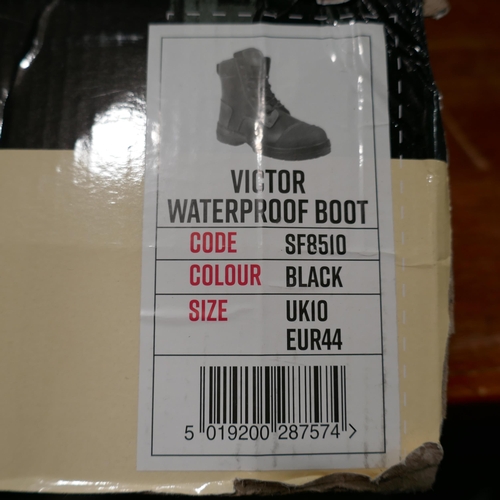 VICTOR
WATERPROOF BOOT
CODE SF8510
COLOUR BLACK
SIZE UK10
EUR44
5 019200 287574 >